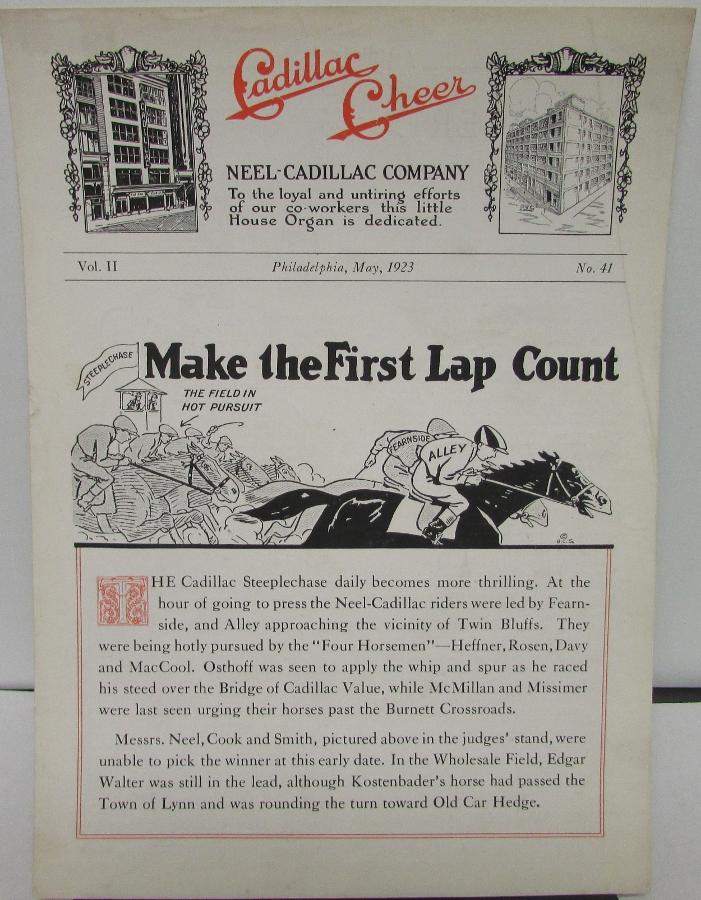 Cadillac
Cheer
NEEL-CADILLAC COMPANY
To the loyal and untiring efforts
of our co-workers this little
House Organ is dedicated.
Vol. II Philadelphia, May, 1923 No. 41
STEEPLECHASE
Make the First Lap Count
THE FIELD IN
HOT PURSUIT
FEARNSIDE
ALLEY
THE Cadillac Steeplechase daily becomes more thrilling. At the
hour of going to press the Neel-Cadillac riders were led by Fearn-
side, and Alley approaching the vicinity of Twin Bluffs. They
were being hotly pursued by the "Four Horsemen"—Heffner, Rosen, Davy
and MacCool. Osthoff was seen to apply the whip and spur as he raced
his steed over the Bridge of Cadillac Value, while McMillan and Missimer
were last seen urging their horses past the Burnett Crossroads.
Messrs. Neel, Cook and Smith, pictured above in the judges' stand, were
unable to pick the winner at this early date. In the Wholesale Field, Edgar
Walter was still in the lead, although Kostenbader's horse had passed the
Town of Lynn and was rounding the turn toward Old Car Hedge.